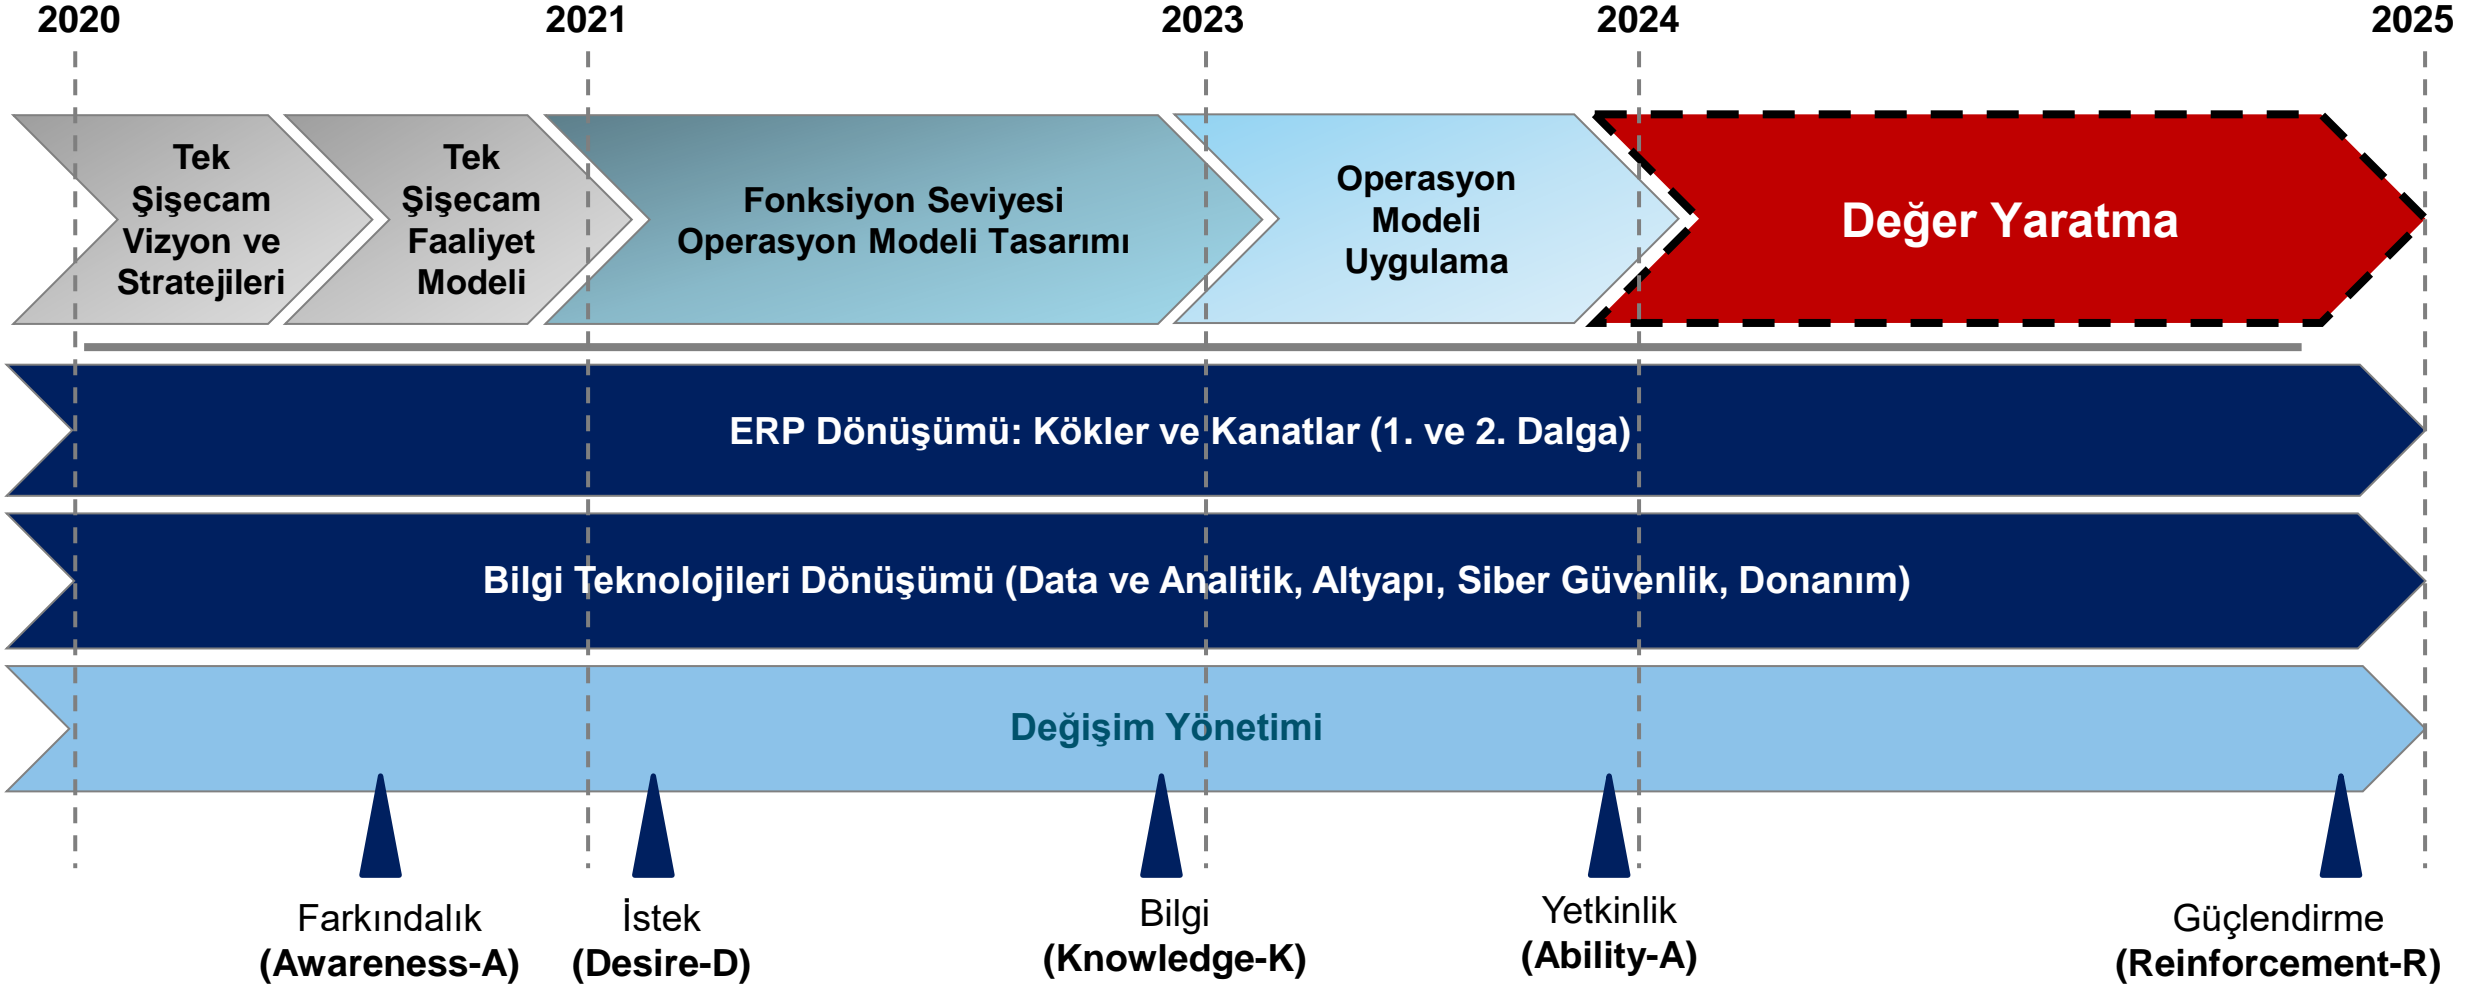 2020
2021
2023
2024
2025
Tek
Şişecam
Vizyon ve
Stratejileri
Tek
Şişecam
Faaliyet
Modeli
Fonksiyon Seviyesi
Operasyon Modeli Tasarımı
Operasyon
Modeli
Uygulama
Değer Yaratma
ERP Dönüşümü: Kökler ve Kanatlar (1. ve 2. Dalga)
Bilgi Teknolojileri Dönüşümü (Data ve Analitik, Altyapı, Siber Güvenlik, Donanım)
Değişim Yönetimi
Farkındalık
(Awareness-A)
İstek
(Desire-D)
Bilgi
(Knowledge-K)
Yetkinlik
(Ability-A)
Güçlendirme
(Reinforcement-R)